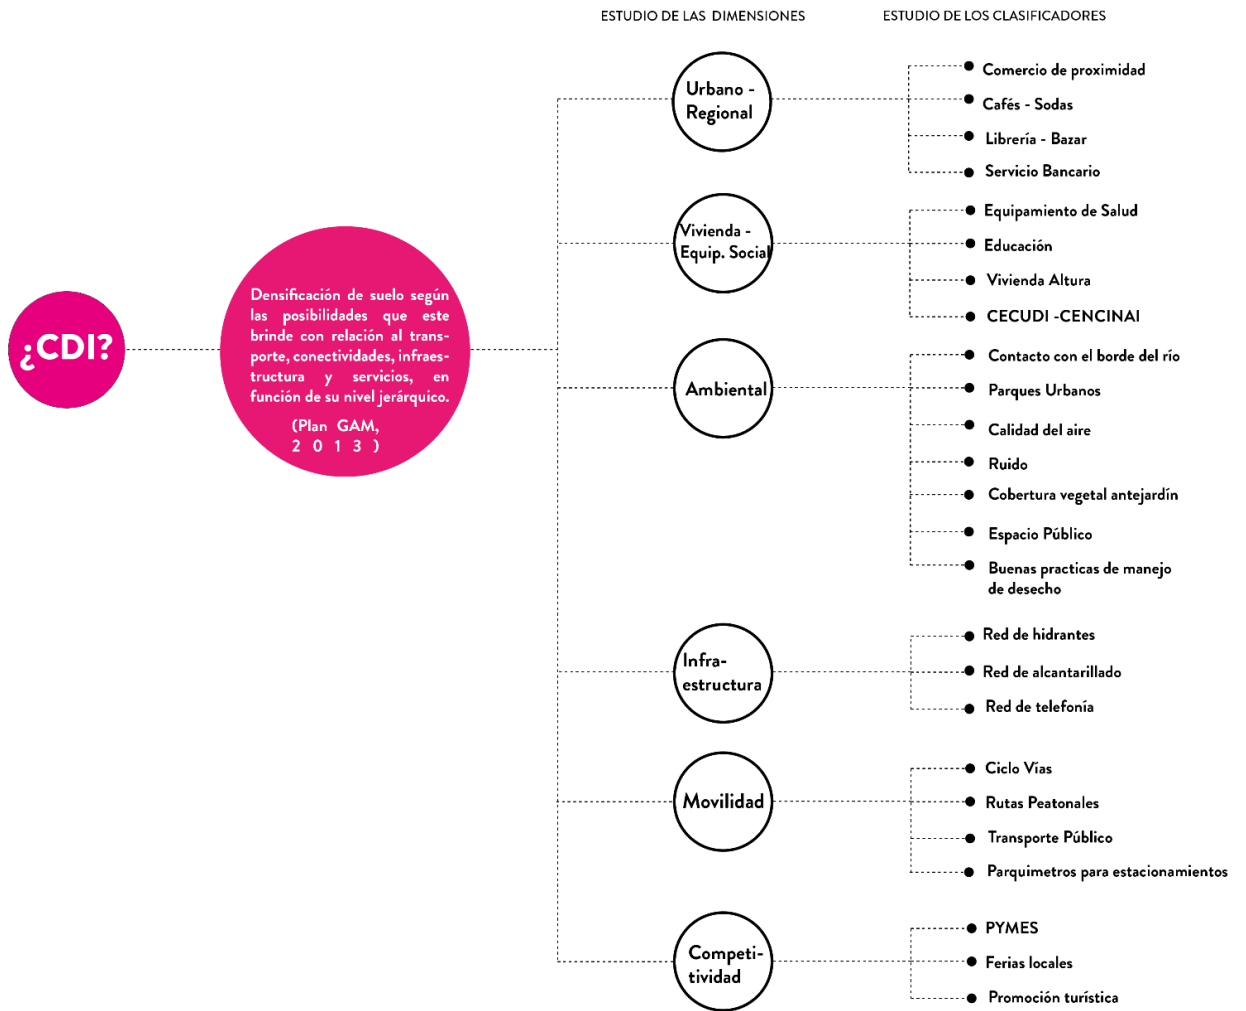 ESTUDIO DE LAS DIMENSIONES
ESTUDIO DE LOS CLASIFICADORES
¿CDI?
Densificación de suelo según
las posibilidades que este
brinde con relación al trans-
porte, conectividades, infraes-
tructura y servicios, en
función de su nivel jerárquico.
(Plan GAM,
2 0 1 3 )
Urbano -
Regional
Comercio de proximidad
Cafés - Sodas
Librería - Bazar
Servicio Bancario
Vivienda -
Equip. Social
Equipamiento de Salud
Educación
Vivienda Altura
CECUDI -CENCINAI
Ambiental
Contacto con el borde del río
Parques Urbanos
Calidad del aire
Ruido
Cobertura vegetal antejardín
Espacio Público
Buenas practicas de manejo
de desecho
Infra-
estructura
Red de hidrantes
Red de alcantarillado
Red de telefonía
Movilidad
Ciclo Vías
Rutas Peatonales
Transporte Público
Parquimetros para estacionamientos
Competi-
tividad
PYMES
Ferias locales
Promoción turística